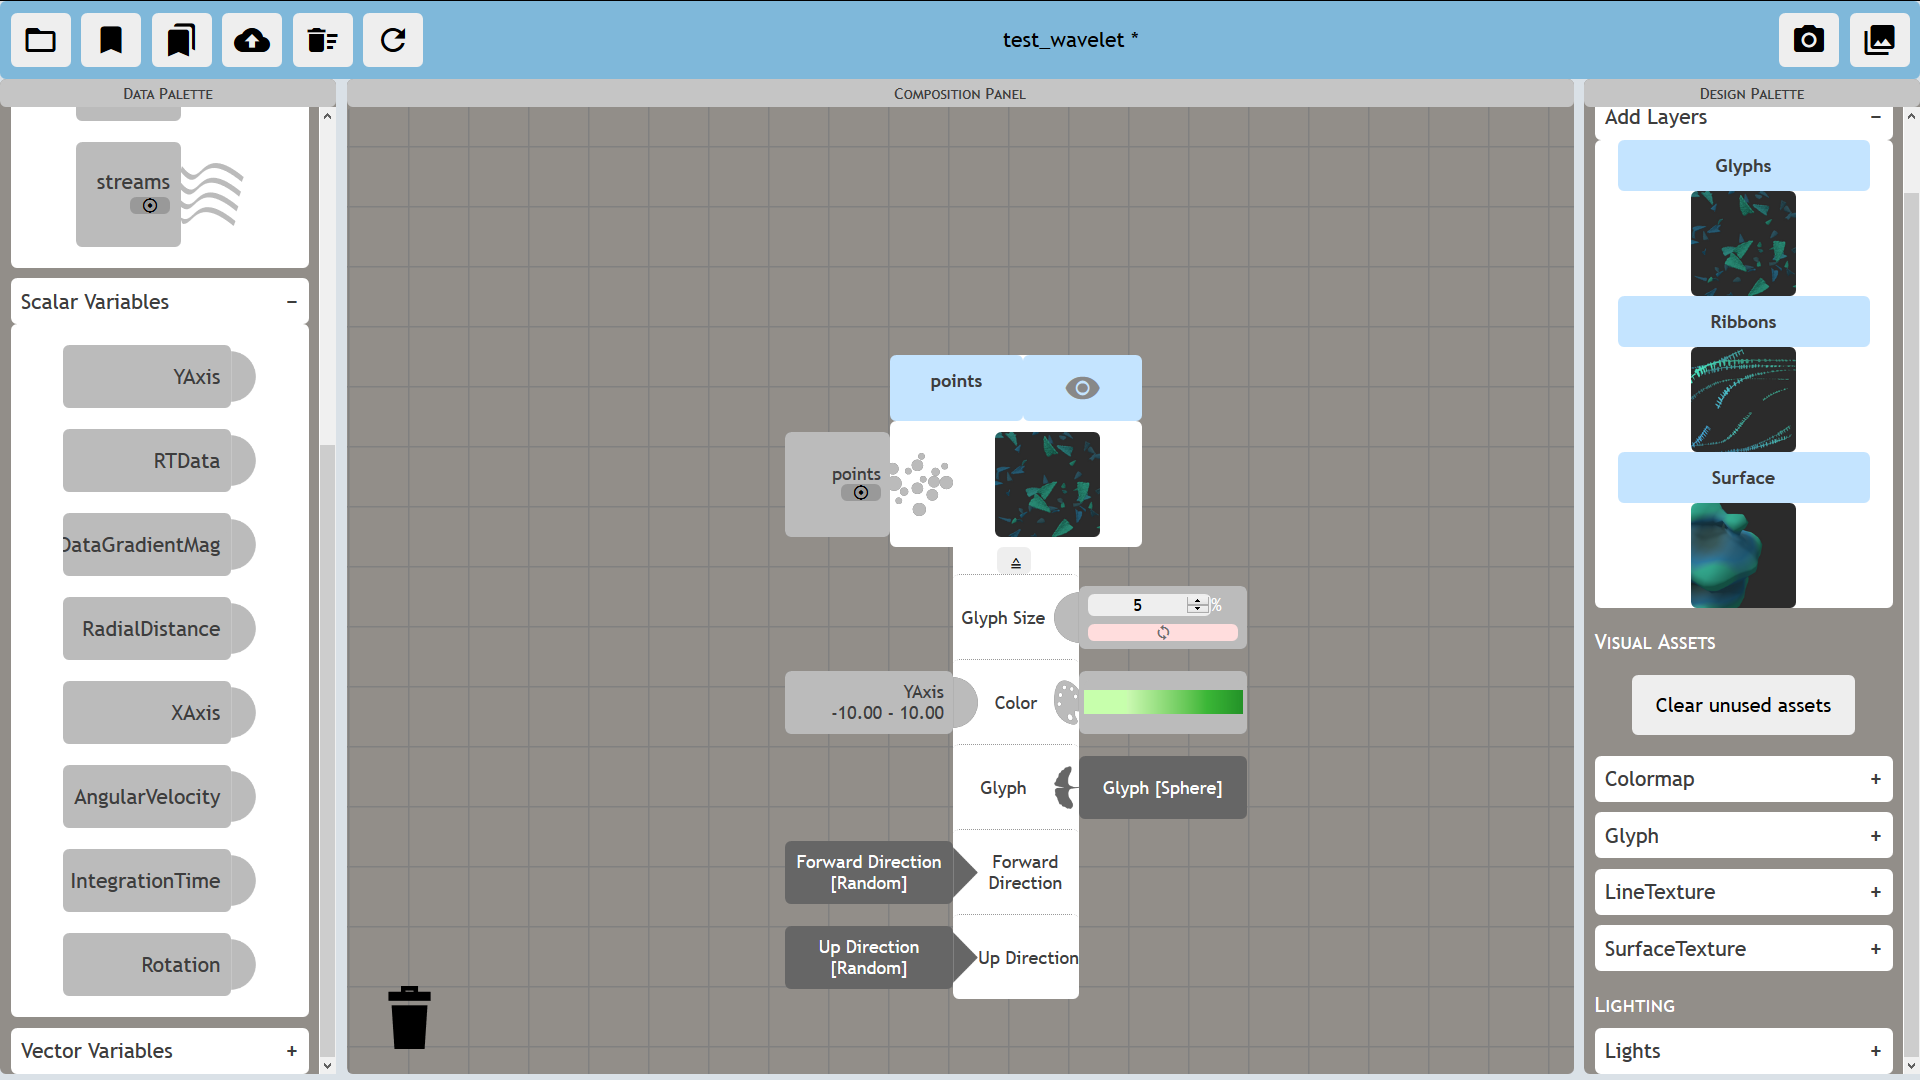 test_wavelet *
DATA PALETTE
COMPOSITION PANEL
DESIGN PALETTE
streams
Scalar Variables
−
YAxis
RTData
DataGradientMag
RadialDistance
XAxis
AngularVelocity
IntegrationTime
Rotation
Vector Variables
+
points
points
Glyph Size
5
%
YAxis
-10.00 - 10.00
Color
Glyph
Glyph [Sphere]
Forward Direction
[Random]
Forward
Direction
Up Direction
[Random]
Up Direction
Add Layers
−
Glyphs
Ribbons
Surface
VISUAL ASSETS
Clear unused assets
Colormap
+
Glyph
+
LineTexture
+
SurfaceTexture
+
LIGHTING
Lights
+